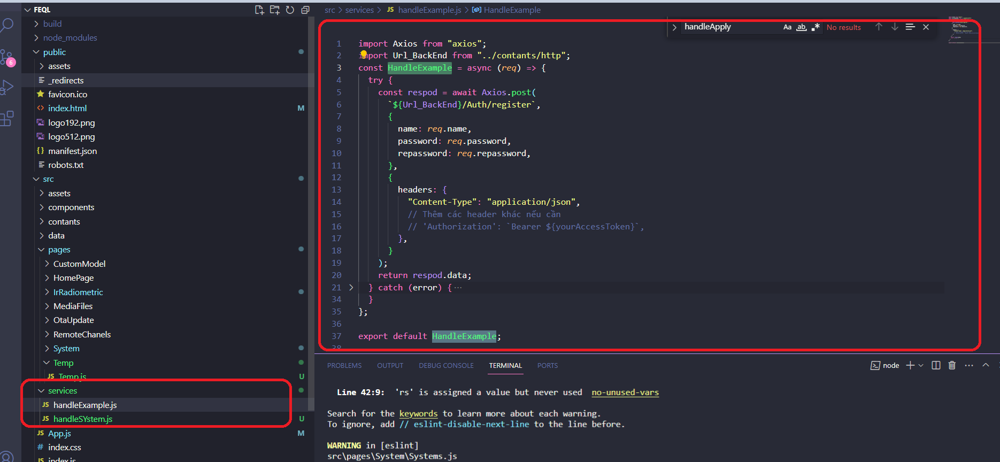 FEQL
build
node_modules
public
assets
_redirects
favicon.ico
index.html M
logo192.png
logo512.png
{} manifest.json
robots.txt
src
assets
components
contants
data
pages
CustomModel
HomePage
IrRadiometric
MediaFiles
OtaUpdate
RemoteChanels
System
Temp
JS Temp.js U
services
JS handleExample.js
JS handleSYstem.js U
JS App.js M
# index.css
JS index.js
6
src > services > JS handleExample.js > HandleExample
handleApply Aa ab .* No results
1 import Axios from "axios";
2 import Url_BackEnd from "../contants/http";
3 const HandleExample = async (req) => {
4 try {
5 const respod = await Axios.post(
6 `${Url_BackEnd}/Auth/register`,
7 {
8 name: req.name,
9 password: req.password,
10 repassword: req.repassword,
11 },
12 {
13 headers: {
14 "Content-Type": "application/json",
15 // Thêm các header khác nếu cần
16 // 'Authorization': `Bearer ${yourAccessToken}`,
17 },
18 }
19 );
20 return respod.data;
21 } catch (error) { ···
34 }
35 };
36
37 export default HandleExample;
38
PROBLEMS OUTPUT DEBUG CONSOLE TERMINAL PORTS
node
Line 42:9: 'rs' is assigned a value but never used no-unused-vars
Search for the keywords to learn more about each warning.
To ignore, add // eslint-disable-next-line to the line before.
WARNING in [eslint]
src\pages\System\Systems.js